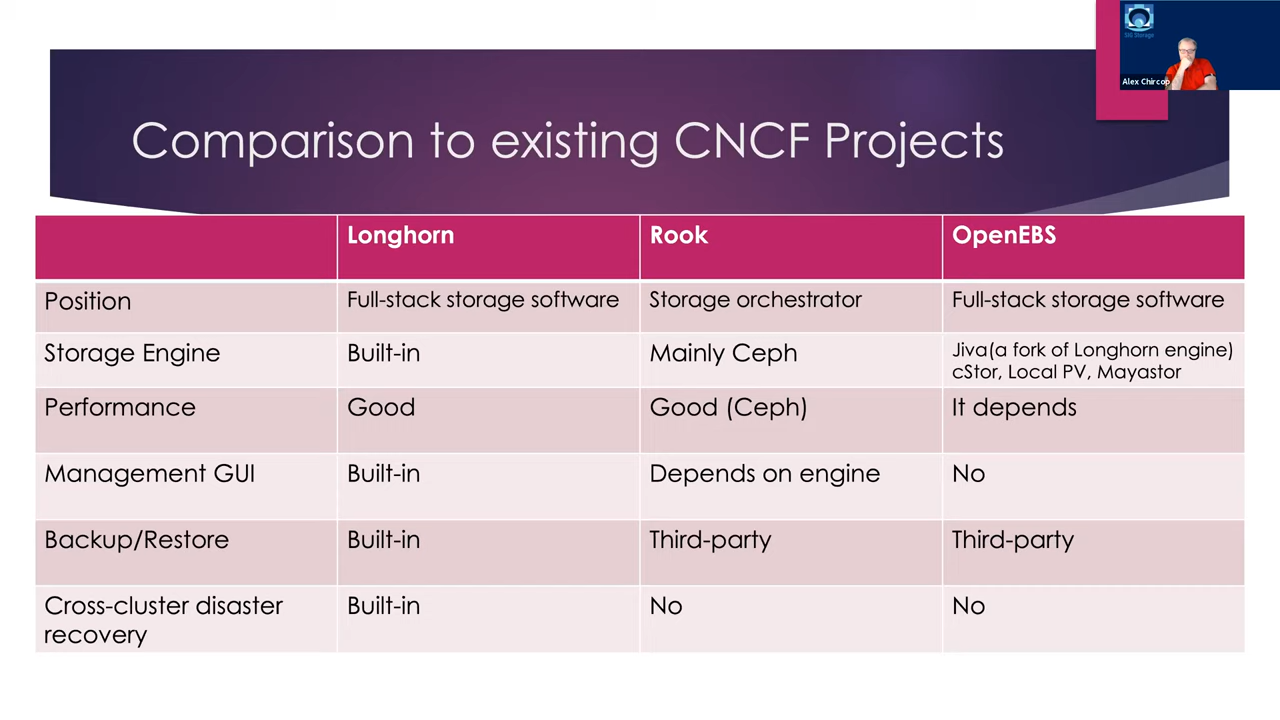 SIG Storage
Alex Chircop
Comparison to existing CNCF Projects
Longhorn Rook OpenEBS
Position Full-stack storage software Storage orchestrator Full-stack storage software
Storage Engine Built-in Mainly Ceph Jiva(a fork of Longhorn engine)
cStor, Local PV, Mayastor
Performance Good Good (Ceph) It depends
Management GUI Built-in Depends on engine No
Backup/Restore Built-in Third-party Third-party
Cross-cluster disaster Built-in No No
recovery